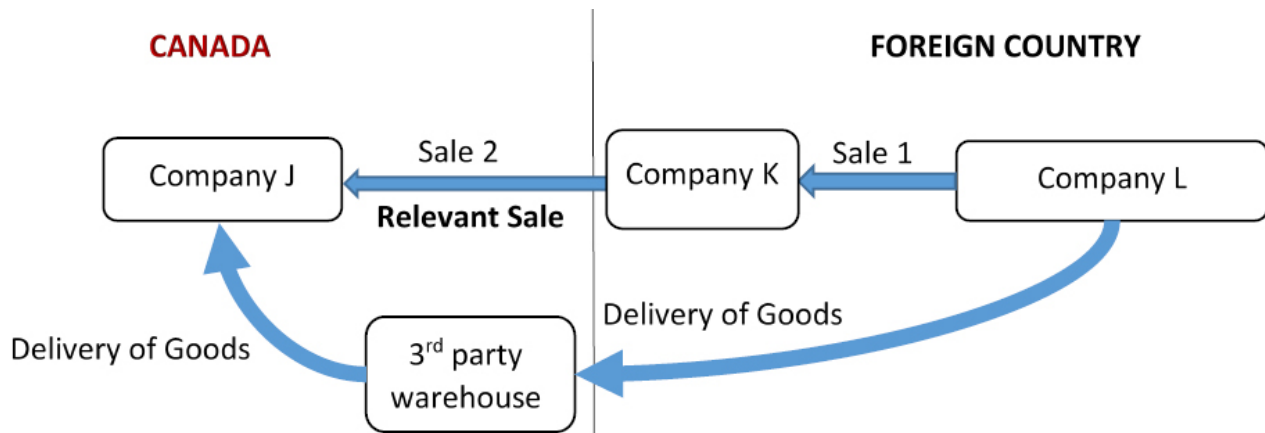 CANADA
FOREIGN COUNTRY
Company J
Sale 2
Relevant Sale
Company K
Sale 1
Company L
Delivery of Goods
Delivery of Goods
3rd party
warehouse